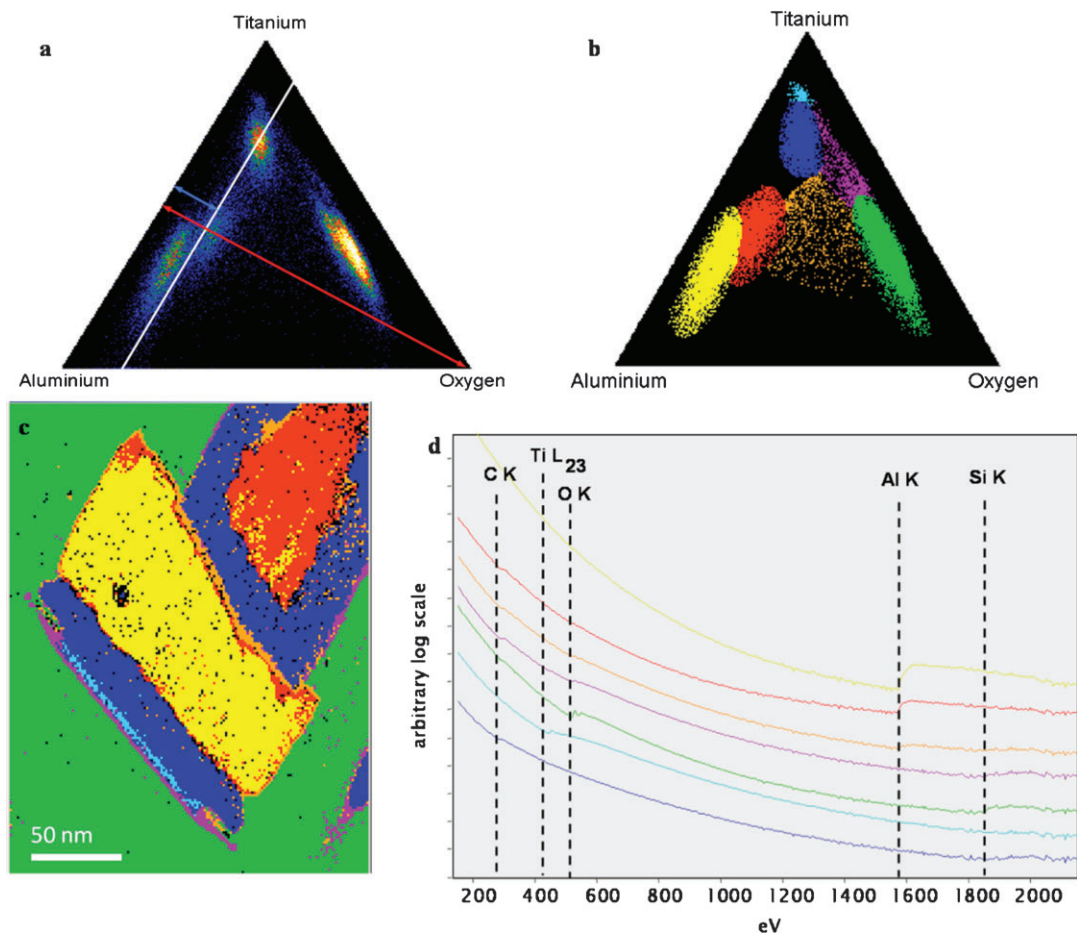 Titanium
a
Aluminium
Oxygen
Titanium
b
Aluminium
Oxygen
c
50 nm
d
C K
Ti L23
O K
Al K
Si K
arbitrary log scale
200 400 600 800 1000 1200 1400 1600 1800 2000
eV